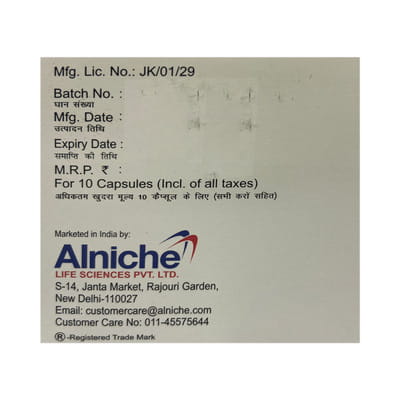 Mfg. Lic. No.: JK/01/29
Batch No. :
घान संख्या
Mfg. Date :
उत्पादन तिथि
Expiry Date :
समाप्ति की तिथि
M.R.P. ₹ :
For 10 Capsules (Incl. of all taxes)
अधिकतम खुदरा मूल्य 10 कैप्सूल के लिए (सभी करों सहित)
Marketed in India by:
Alniche
LIFE SCIENCES PVT. LTD.
S-14, Janta Market, Rajouri Garden,
New Delhi-110027
Email: customercare@alniche.com
Customer Care No: 011-45575644
®-Registered Trade Mark